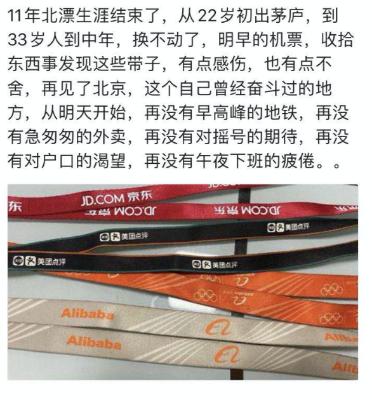 11年北漂生涯结束了，从22岁初出茅庐，到
33岁人到中年，换不动了，明早的机票，收拾
东西事发现这些带子，有点感伤，也有点不
舍，再见了北京，这个自己曾经奋斗过的地
方，从明天开始，再没有早高峰的地铁，再没
有急匆匆的外卖，再没有对摇号的期待，再没
有对户口的渴望，再没有午夜下班的疲倦。。
JD.COM 京东
东
JD.COM 京东
美团点评
美团点评
美团点评
Alibaba
Alibaba